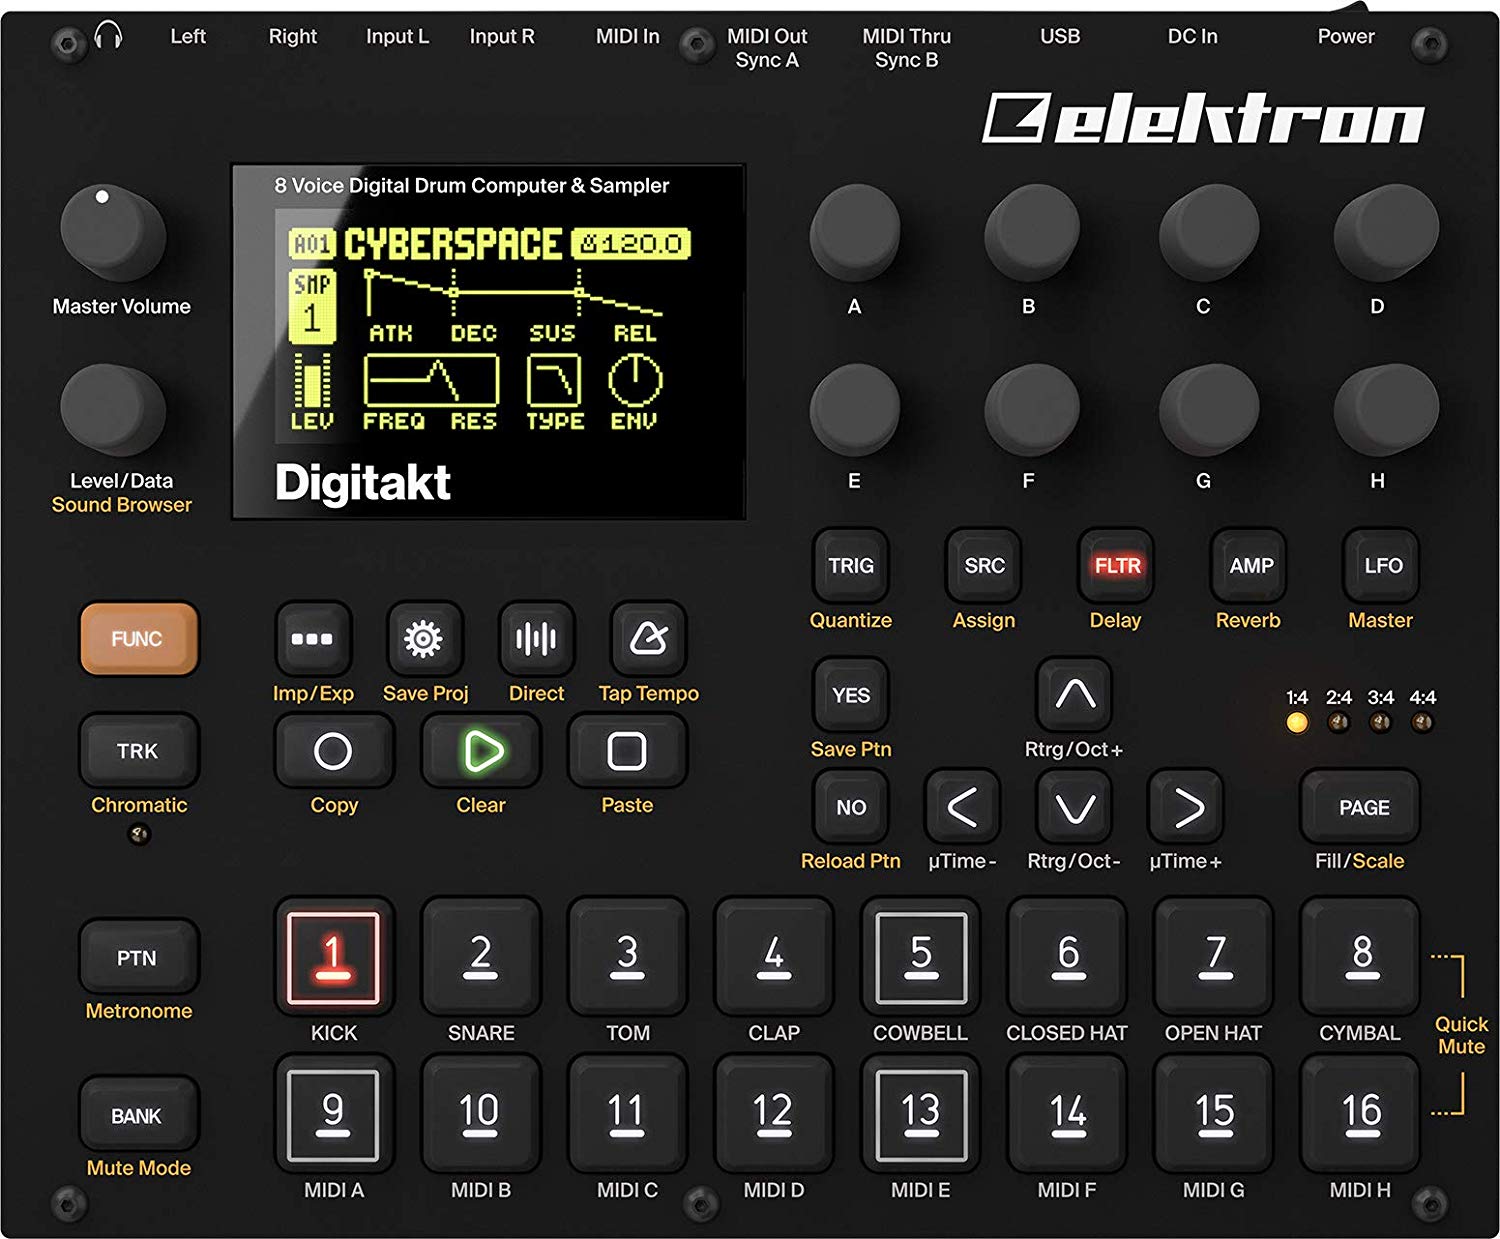 Left Right Input L Input R MIDI In MIDI Out MIDI Thru USB DC In Power
Sync A Sync B
elektron
8 Voice Digital Drum Computer & Sampler
A01 CYBERSPACE 120.0
SMP
1
ATK DEC SUS REL
LEV FREQ RES TYPE ENV
Digitakt
Master Volume
Level/Data
Sound Browser
A B C D
E F G H
TRIG SRC FLTR AMP LFO
Quantize Assign Delay Reverb Master
FUNC
Imp/Exp Save Proj Direct Tap Tempo
TRK
Chromatic
Copy Clear Paste
YES
Save Ptn Rtrg/Oct+
1:4 2:4 3:4 4:4
NO PAGE
Reload Ptn µTime- Rtrg/Oct- µTime+ Fill/Scale
PTN
Metronome
1 2 3 4 5 6 7 8
KICK SNARE TOM CLAP COWBELL CLOSED HAT OPEN HAT CYMBAL
Quick
Mute
BANK
Mute Mode
9 10 11 12 13 14 15 16
MIDI A MIDI B MIDI C MIDI D MIDI E MIDI F MIDI G MIDI H